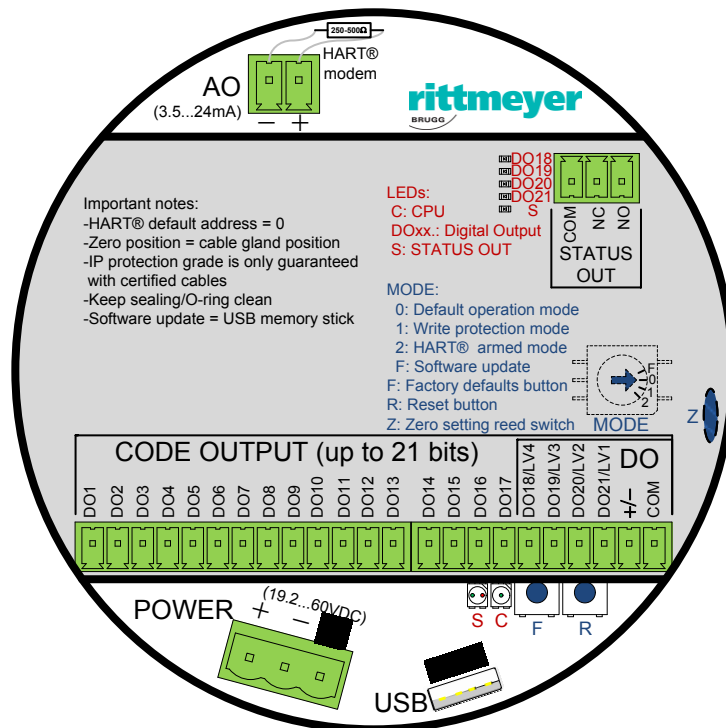 250-500Ω
HART®
modem
AO
(3.5...24mA)
− +
rittmeyer
BRUGG
DO18
DO19
DO20
DO21
S
COM
NC
NO
STATUS
OUT
LEDs:
C: CPU
DOxx.: Digital Output
S: STATUS OUT
Important notes:
-HART® default address = 0
-Zero position = cable gland position
-IP protection grade is only guaranteed
with certified cables
-Keep sealing/O-ring clean
-Software update = USB memory stick
MODE:
0: Default operation mode
1: Write protection mode
2: HART® armed mode
F: Software update
F: Factory defaults button
R: Reset button
Z: Zero setting reed switch
F
0
1
2
MODE
Z
CODE OUTPUT (up to 21 bits)
DO
DO1
DO2
DO3
DO4
DO5
DO6
DO7
DO8
DO9
DO10
DO11
DO12
DO13
DO14
DO15
DO16
DO17
DO18/LV4
DO19/LV3
DO20/LV2
DO21/LV1
+/−
COM
POWER
+ −
(19.2...60VDC)
S C F R
USB